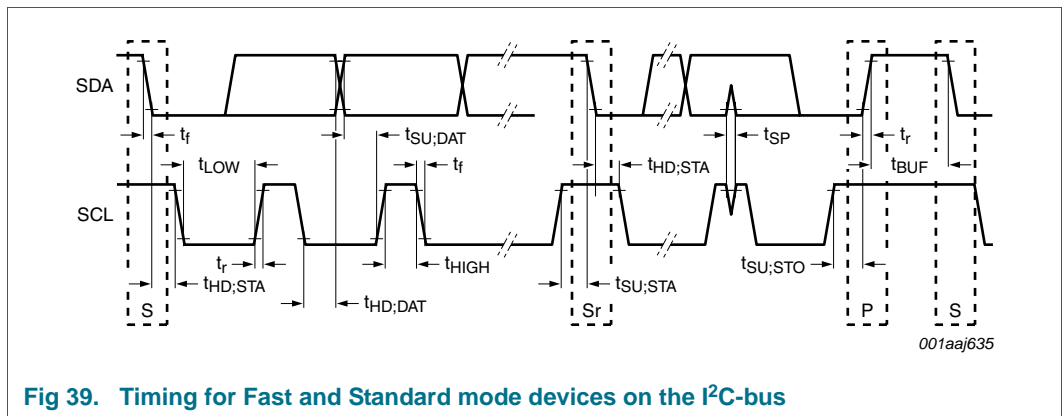 SDA
t_f
t_SU;DAT
t_SP
t_r
t_LOW
t_f
t_HD;STA
t_BUF
SCL
t_r
t_HD;STA
t_HIGH
t_HD;DAT
t_SU;STA
t_SU;STO
S
Sr
P
S
001aaj635
Fig 39. Timing for Fast and Standard mode devices on the I²C-bus